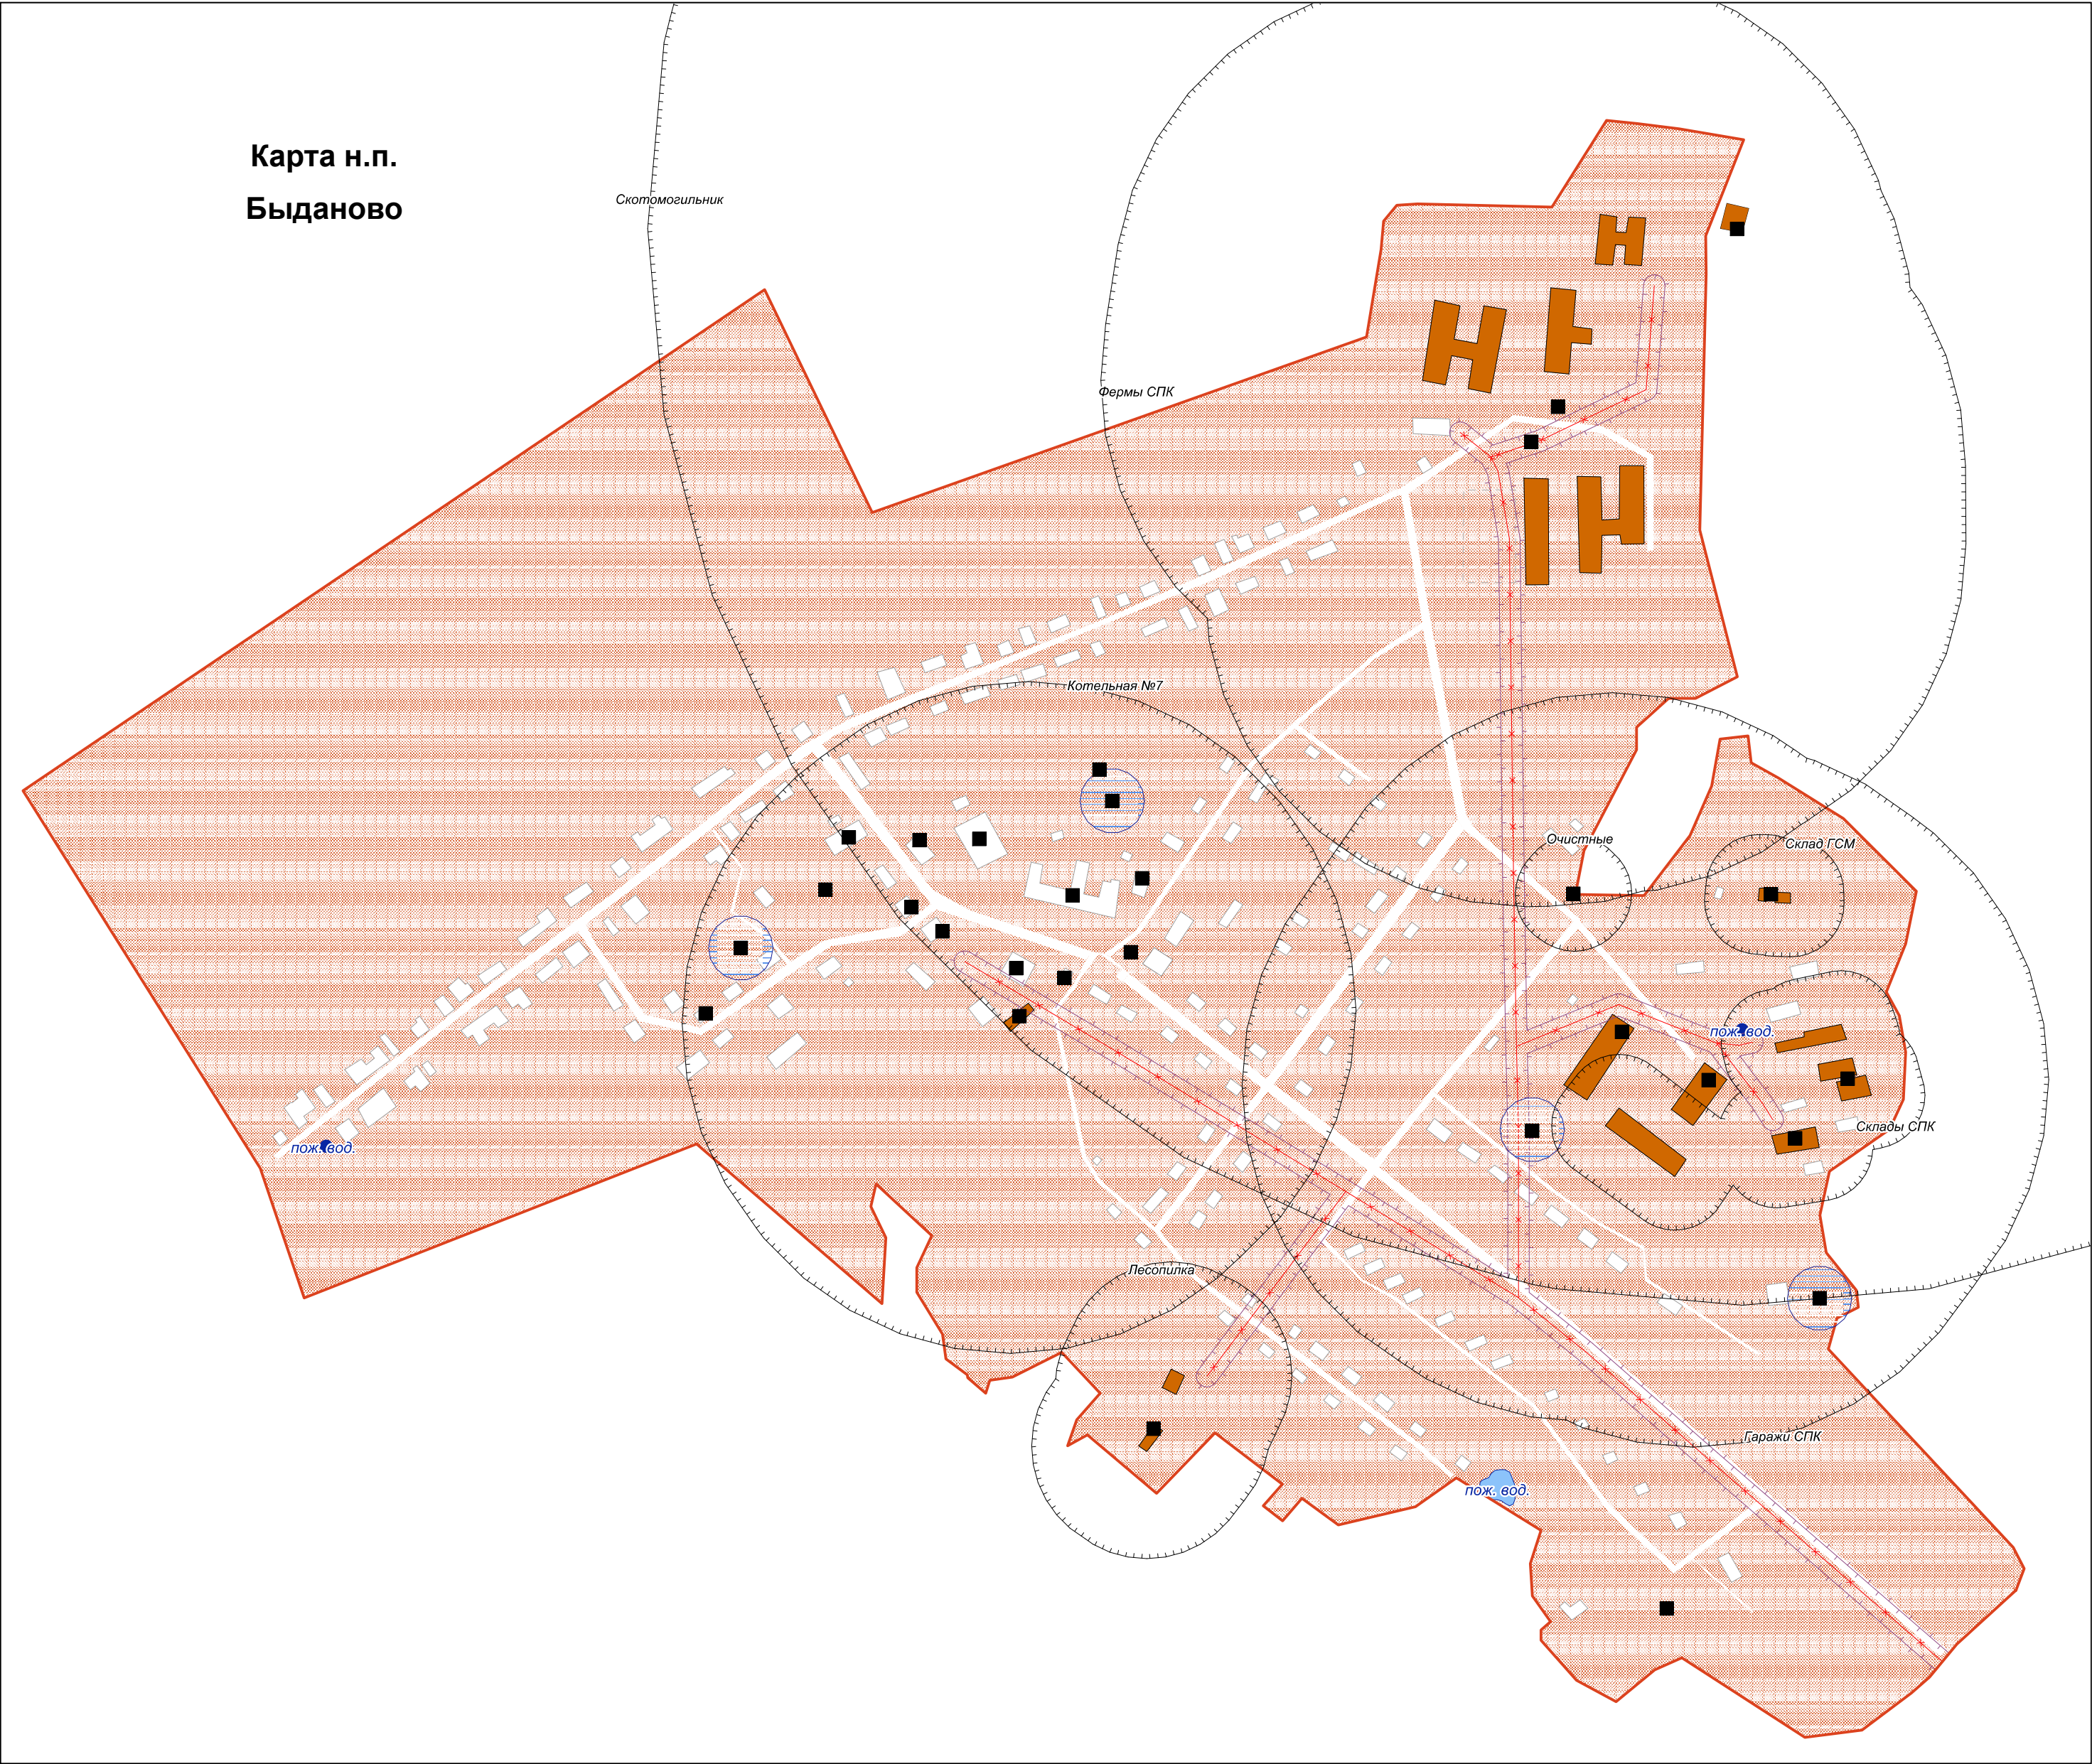 Карта н.п.
Быданово
Скотомогильник
Фермы СПК
Котельная №7
Очистные
Склад ГСМ
пож. вод.
Склады СПК
пож. вод.
Лесопилка
Гаражи СПК
пож. вод.